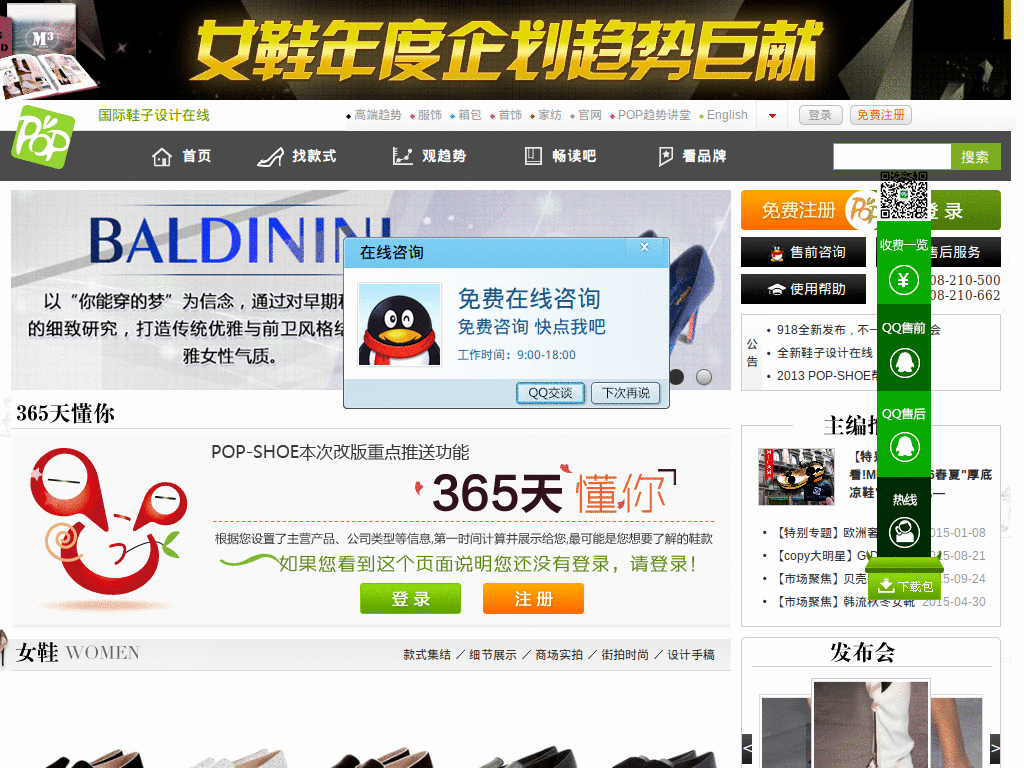 女鞋年度企划趋势巨献
M³
POP
国际鞋子设计在线
高端趋势 服饰 箱包 首饰 家纺 官网 POP趋势讲堂 English
登录 免费注册
首页 找款式 观趋势 畅读吧 看品牌
搜索
BALDININI
以“你能穿的梦”为信念，通过对早期
的细致研究，打造传统优雅与前卫风格
雅女性气质。
免费注册 POP 登 录
售前咨询 售后服务
使用帮助
08-210-500
08-210-662
公告
918全新发布，不一 会
全新鞋子设计在线
2013 POP-SHOE
在线咨询 x
免费在线咨询
免费咨询 快点我吧
工作时间：9:00-18:00
QQ交谈 下次再说
收费一览
¥
QQ售前
QQ售后
热线
下载包
365天懂你
POP-SHOE本次改版重点推送功能
365天 懂你
根据您设置了主营产品、公司类型等信息,第一时间计算并展示给您,最可能是您想要了解的鞋款
如果您看到这个页面说明您还没有登录，请登录！
登 录 注 册
主编推
【特别
看!M 6春夏"厚底
凉鞋" —
【特别专题】欧洲奢 2015-01-08
【copy大明星】GiD -08-21
【市场聚焦】贝壳 -09-24
【市场聚焦】韩流秋冬女靴 2015-04-30
女鞋 WOMEN
款式集结 ／ 细节展示 ／ 商场实拍 ／ 街拍时尚 ／ 设计手稿
发布会
< >